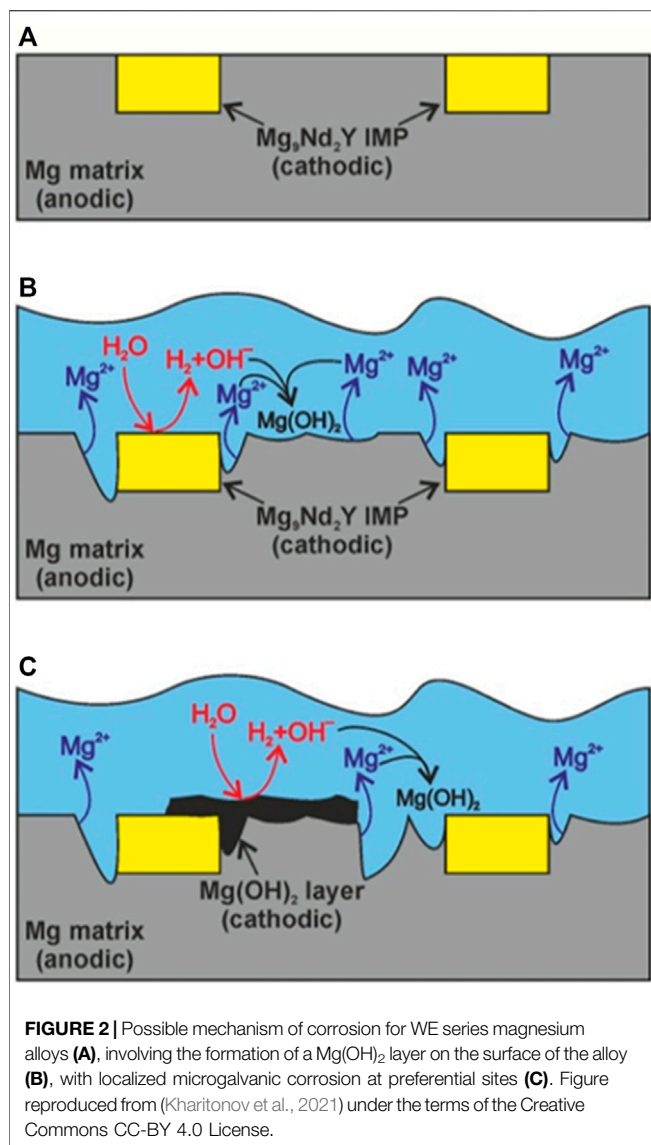 A
Mg₉Nd₂Y IMP
(cathodic)
Mg matrix
(anodic)
B
H₂O
H₂+OH⁻
Mg²⁺
Mg²⁺
Mg²⁺
Mg²⁺
Mg²⁺
Mg(OH)₂
Mg₉Nd₂Y IMP
(cathodic)
Mg matrix
(anodic)
C
H₂O
H₂+OH⁻
Mg²⁺
Mg²⁺
Mg²⁺
Mg(OH)₂
Mg(OH)₂ layer
(cathodic)
Mg matrix
(anodic)
FIGURE 2 | Possible mechanism of corrosion for WE series magnesium
alloys (A), involving the formation of a Mg(OH)₂ layer on the surface of the alloy
(B), with localized microgalvanic corrosion at preferential sites (C). Figure
reproduced from (Kharitonov et al., 2021) under the terms of the Creative
Commons CC-BY 4.0 License.